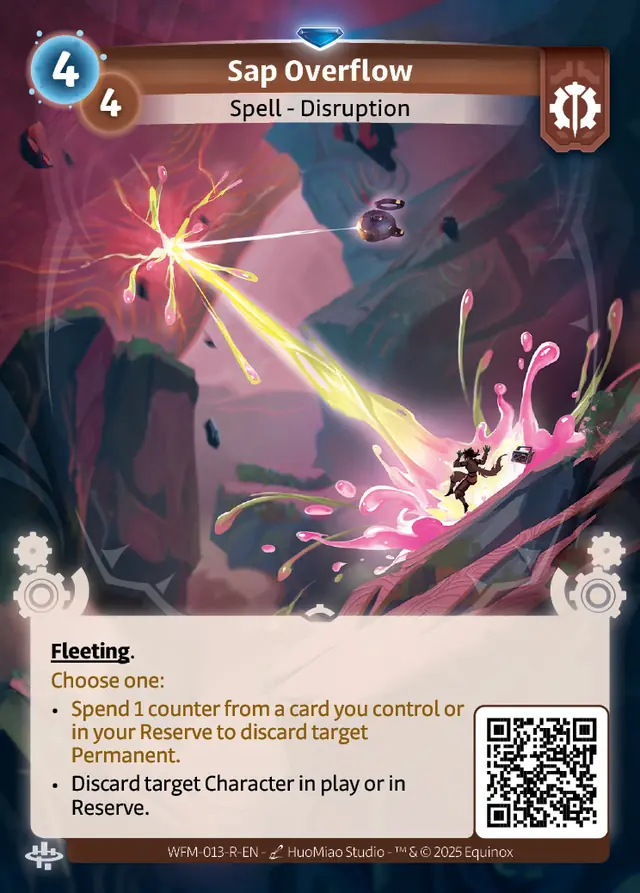 4
Sap Overflow
4
Spell - Disruption
Fleeting.
Choose one:
• Spend 1 counter from a card you control or
in your Reserve to discard target
Permanent.
• Discard target Character in play or in
Reserve.
WFM-013-R-EN - HuoMiao Studio - ™ & © 2025 Equinox